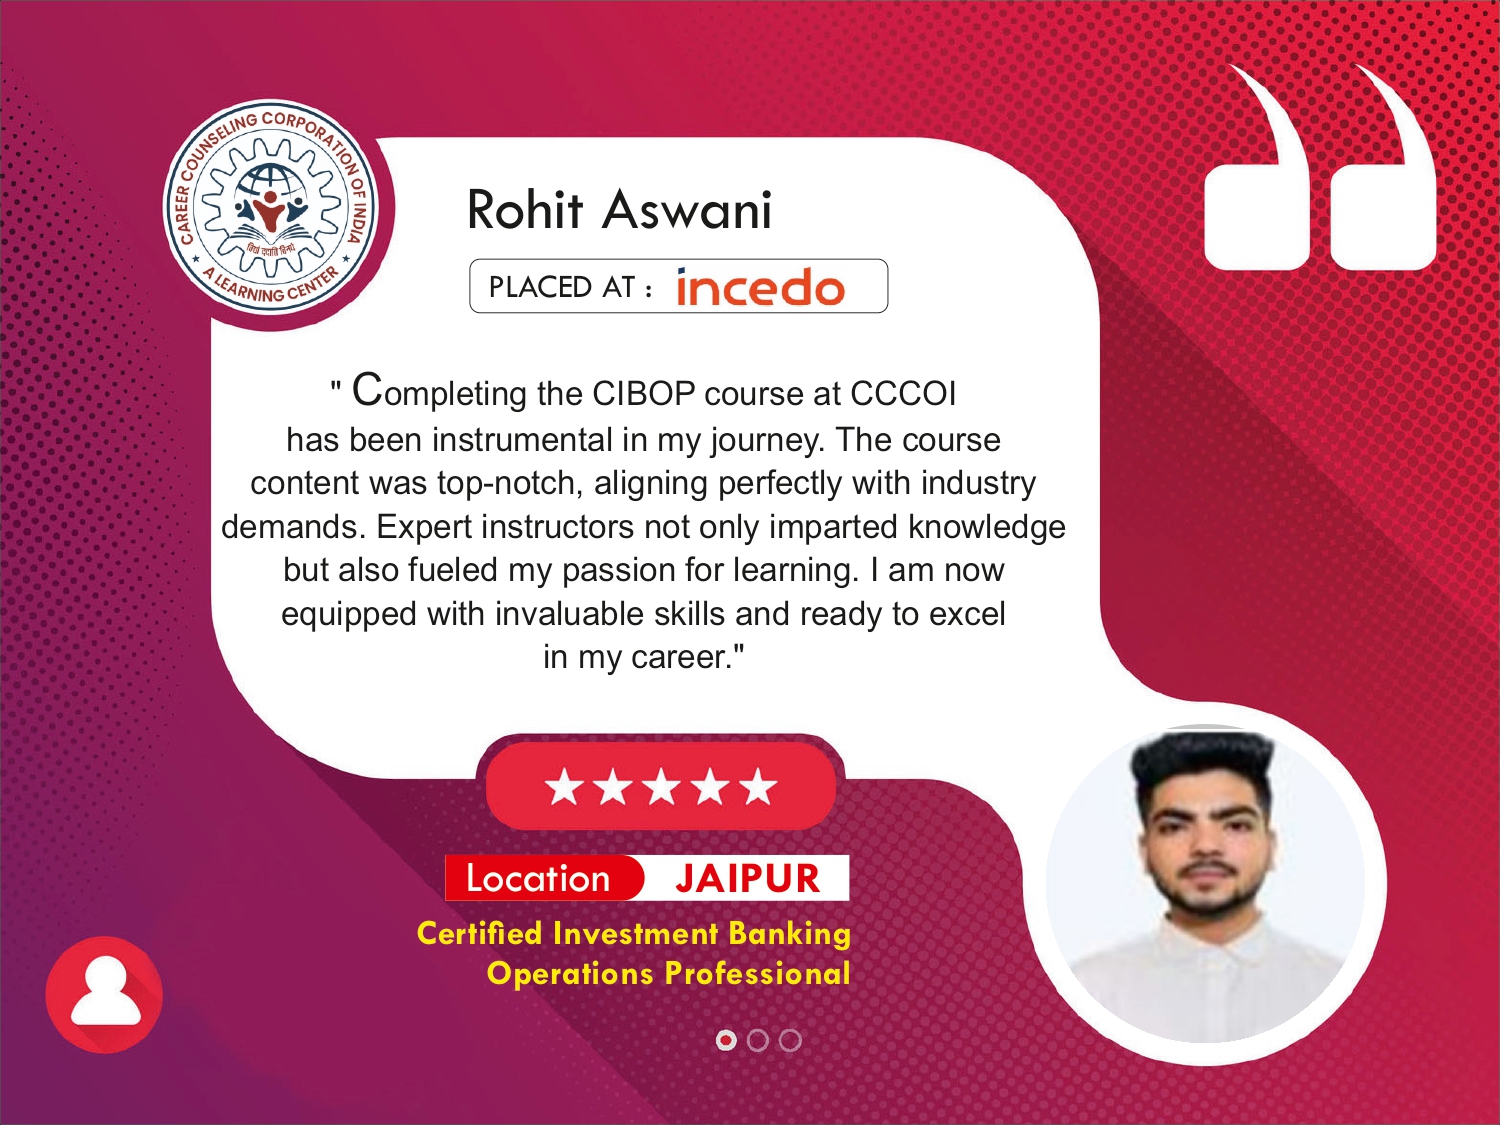 CAREER COUNSELING CORPORATION OF INDIA
A LEARNING CENTER
Rohit Aswani
PLACED AT : incedo
" Completing the CIBOP course at CCCOI
has been instrumental in my journey. The course
content was top-notch, aligning perfectly with industry
demands. Expert instructors not only imparted knowledge
but also fueled my passion for learning. I am now
equipped with invaluable skills and ready to excel
in my career."
Location JAIPUR
Certified Investment Banking
Operations Professional